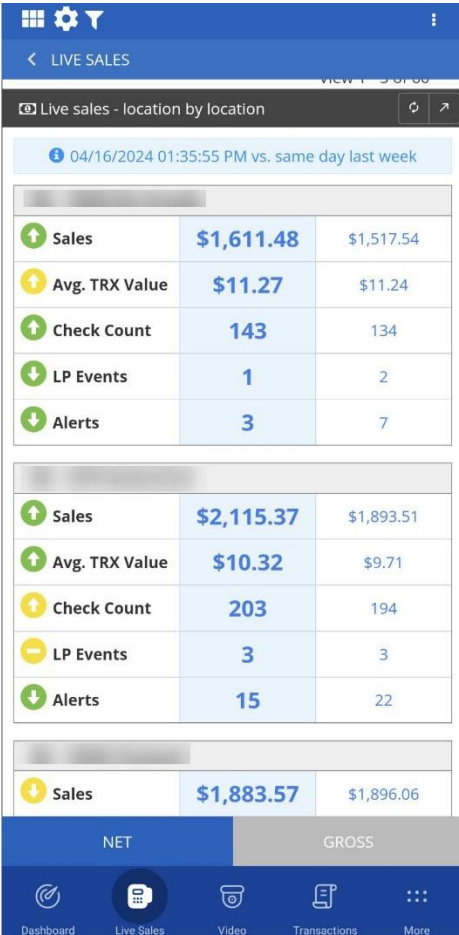 LIVE SALES
Live sales - location by location
04/16/2024 01:35:55 PM vs. same day last week
Sales $1,611.48 $1,517.54
Avg. TRX Value $11.27 $11.24
Check Count 143 134
LP Events 1 2
Alerts 3 7
Sales $2,115.37 $1,893.51
Avg. TRX Value $10.32 $9.71
Check Count 203 194
LP Events 3 3
Alerts 15 22
Sales $1,883.57 $1,896.06
NET GROSS
Dashboard Live Sales Video Transactions More